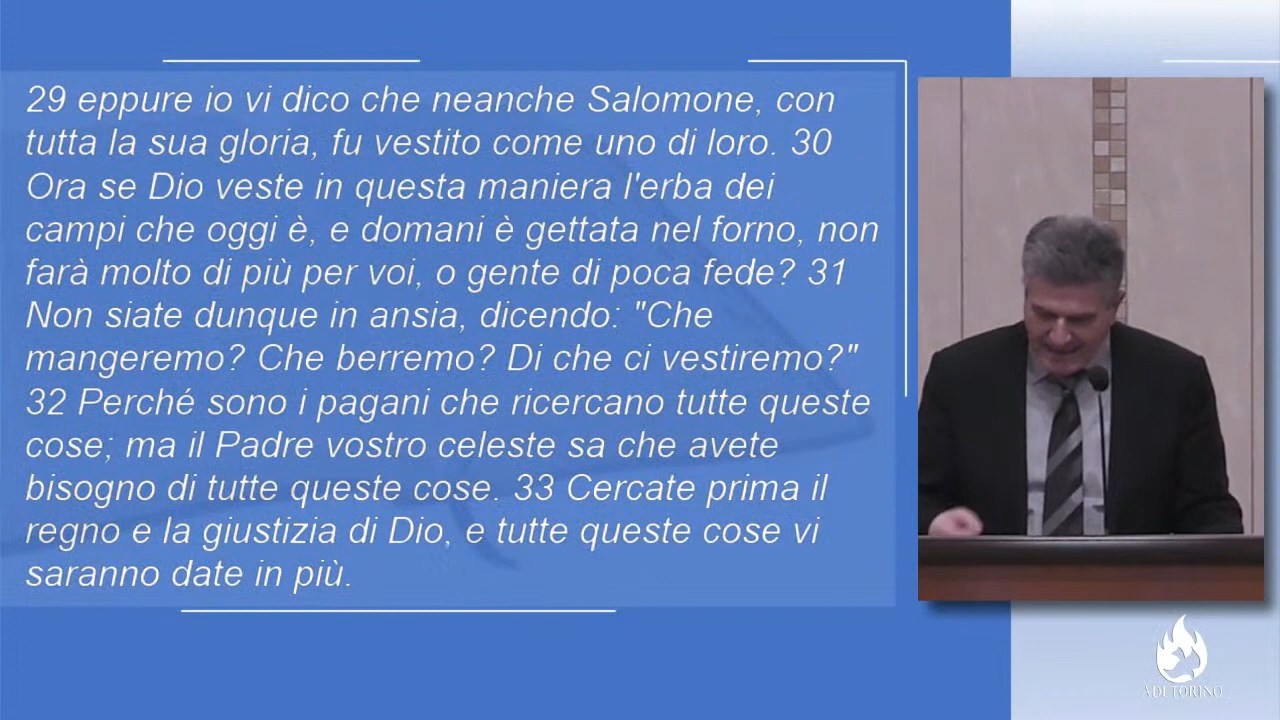 29 eppure io vi dico che neanche Salomone, con
tutta la sua gloria, fu vestito come uno di loro. 30
Ora se Dio veste in questa maniera l'erba dei
campi che oggi è, e domani è gettata nel forno, non
farà molto di più per voi, o gente di poca fede? 31
Non siate dunque in ansia, dicendo: "Che
mangeremo? Che berremo? Di che ci vestiremo?"
32 Perché sono i pagani che ricercano tutte queste
cose; ma il Padre vostro celeste sa che avete
bisogno di tutte queste cose. 33 Cercate prima il
regno e la giustizia di Dio, e tutte queste cose vi
saranno date in più.
ADI TORINO